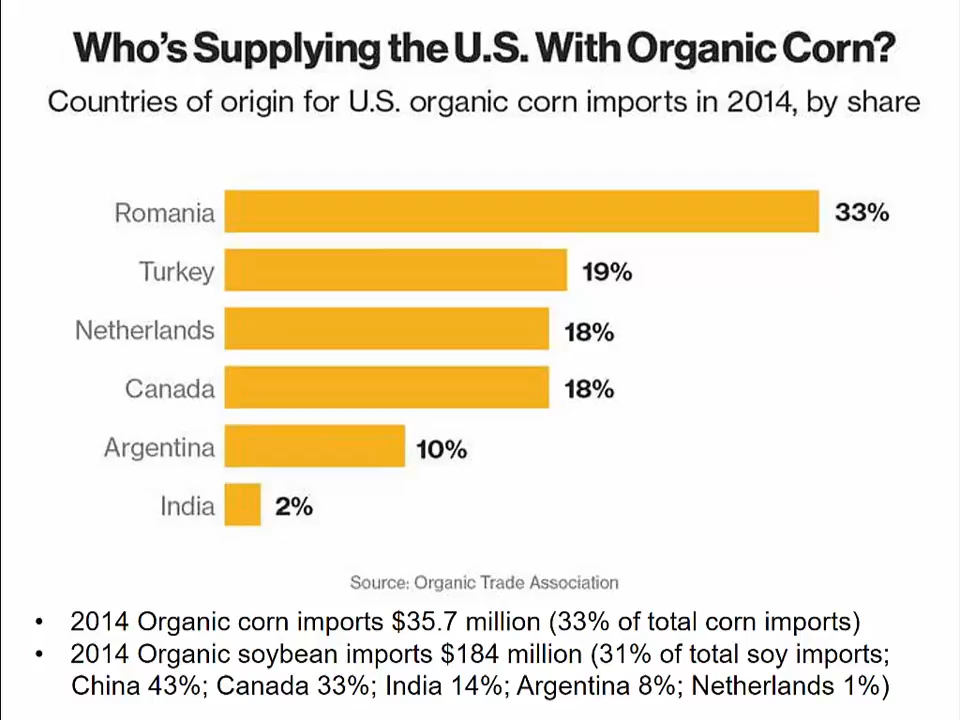 Who's Supplying the U.S. With Organic Corn?
Countries of origin for U.S. organic corn imports in 2014, by share
Romania 33%
Turkey 19%
Netherlands 18%
Canada 18%
Argentina 10%
India 2%
Source: Organic Trade Association
• 2014 Organic corn imports $35.7 million (33% of total corn imports)
• 2014 Organic soybean imports $184 million (31% of total soy imports;
China 43%; Canada 33%; India 14%; Argentina 8%; Netherlands 1%)